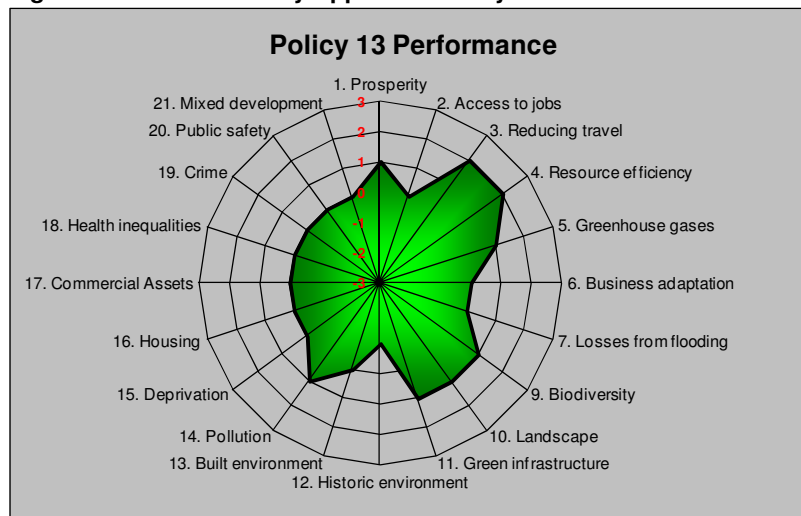 Policy 13 Performance
1. Prosperity
2. Access to jobs
3. Reducing travel
4. Resource efficiency
5. Greenhouse gases
6. Business adaptation
7. Losses from flooding
9. Biodiversity
10. Landscape
11. Green infrastructure
12. Historic environment
13. Built environment
14. Pollution
15. Deprivation
16. Housing
17. Commercial Assets
18. Health inequalities
19. Crime
20. Public safety
21. Mixed development
3
2
1
0
-1
-2
-3